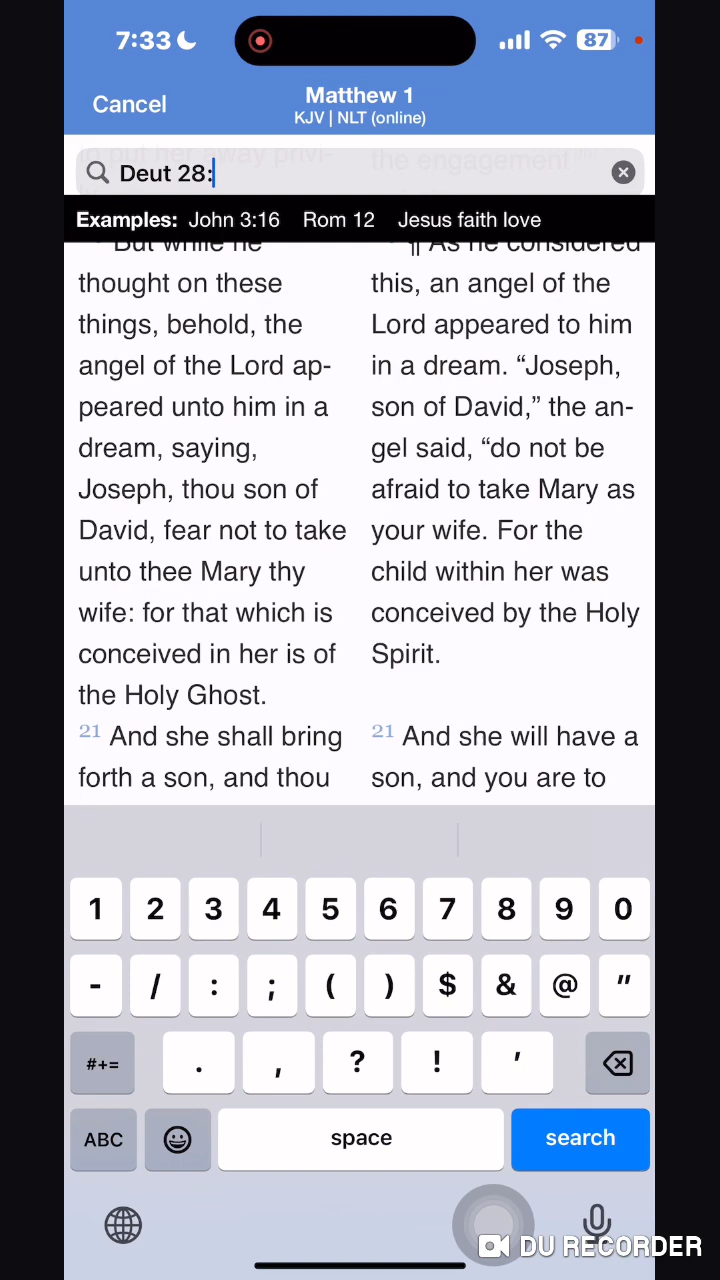 7:33
87
Cancel
Matthew 1
KJV | NLT (online)
Deut 28:
Examples: John 3:16 Rom 12 Jesus faith love
But while he
thought on these
things, behold, the
angel of the Lord ap-
peared unto him in a
dream, saying,
Joseph, thou son of
David, fear not to take
unto thee Mary thy
wife: for that which is
conceived in her is of
the Holy Ghost.
21 And she shall bring
forth a son, and thou
¶ As he considered
this, an angel of the
Lord appeared to him
in a dream. “Joseph,
son of David,” the an-
gel said, “do not be
afraid to take Mary as
your wife. For the
child within her was
conceived by the Holy
Spirit.
21 And she will have a
son, and you are to
1 2 3 4 5 6 7 8 9 0
- / : ; ( ) $ & @ "
#+= . , ? ! '
ABC space search
DU RECORDER